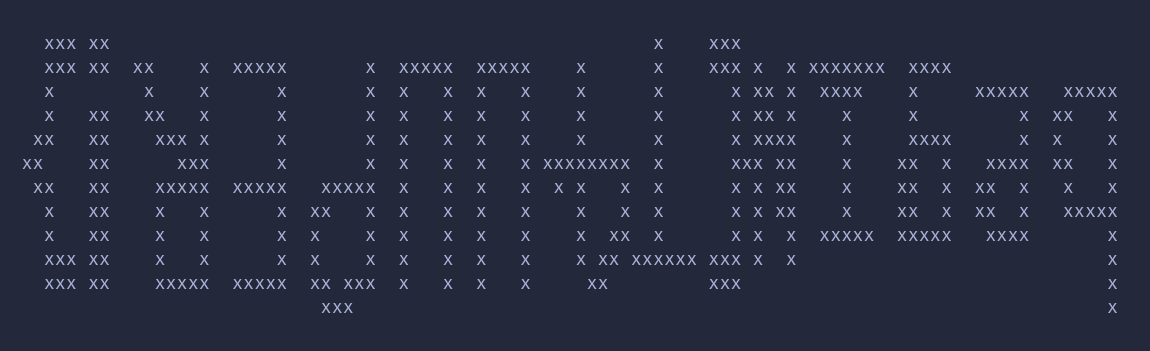 xxx xx                                                 x    xxx
    xxx xx  xx    x  xxxxx       x  xxxxx  xxxxx    x      x    xxx x  x xxxxxxx  xxxx
    x        x    x      x       x  x   x  x   x    x      x      x xx x  xxxx    x     xxxxx   xxxxx
    x   xx   xx   x      x       x  x   x  x   x    x      x      x xx x    x     x         x  xx   x
   xx   xx    xxx x      x       x  x   x  x   x    x      x      x xxxx    x     xxxx      x  x    x
  xx    xx      xxx      x       x  x   x  x   x xxxxxxxx  x      xxx xx    x    xx  x   xxxx  xx   x
   xx   xx    xxxxx  xxxxx   xxxxx  x   x  x   x  x x   x  x      x x xx    x    xx  x  xx  x   x   x
    x   xx    x   x      x  xx   x  x   x  x   x    x   x  x      x x xx    x    xx  x  xx  x   xxxxx
    x   xx    x   x      x  x    x  x   x  x   x    x  xx  x      x x  x  xxxxx  xxxxx   xxxx       x
    xxx xx    x   x      x  x    x  x   x  x   x    x xx xxxxxx xxx x  x                            x
    xxx xx    xxxxx  xxxxx  xx xxx  x   x  x   x     xx         xxx                                 x
                             xxx                                                                    x